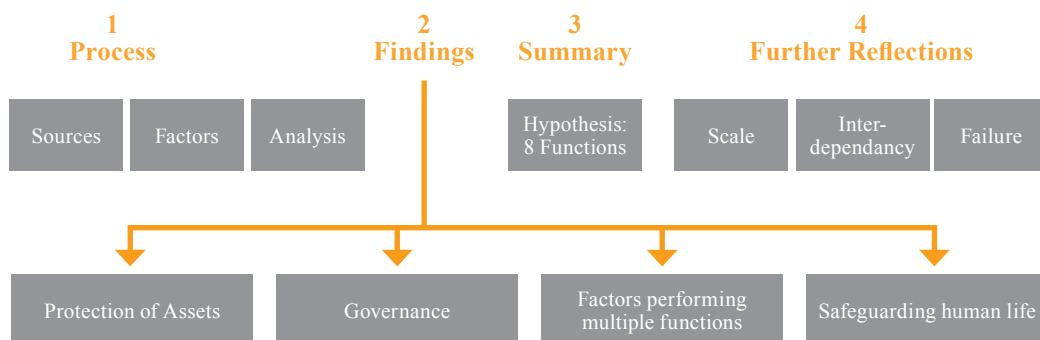 1
Process
2
Findings
3
Summary
4
Further Reflections
Sources
Factors
Analysis
Hypothesis:
8 Functions
Scale
Inter-
dependancy
Failure
Protection of Assets
Governance
Factors performing
multiple functions
Safeguarding human life